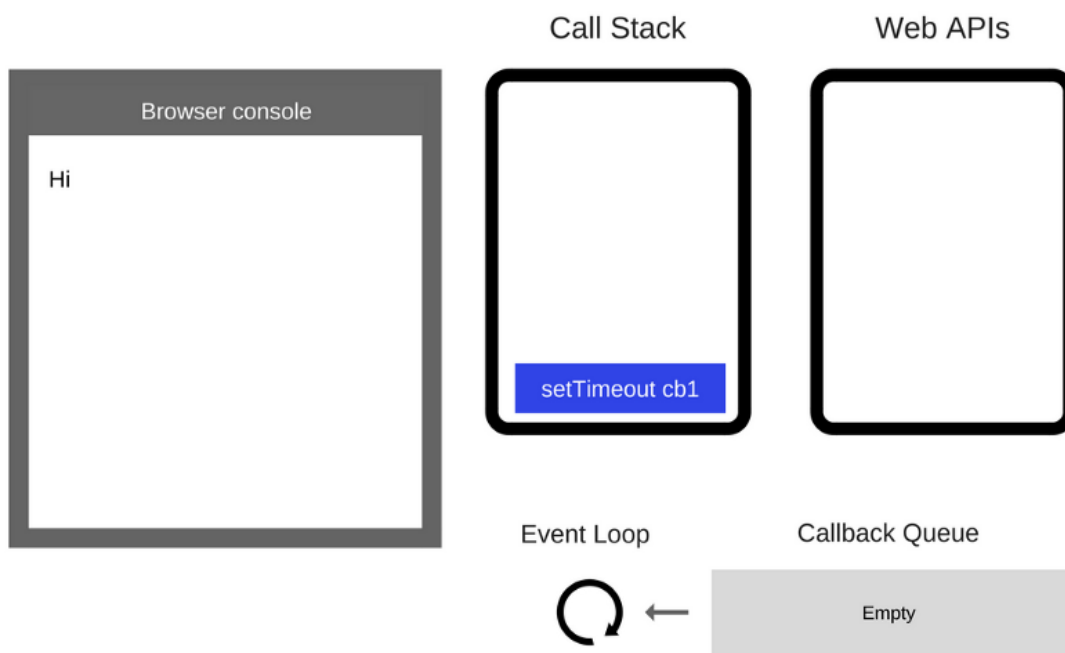 Call Stack
Web APIs
Browser console
Hi
setTimeout cb1
Event Loop
Callback Queue
Empty